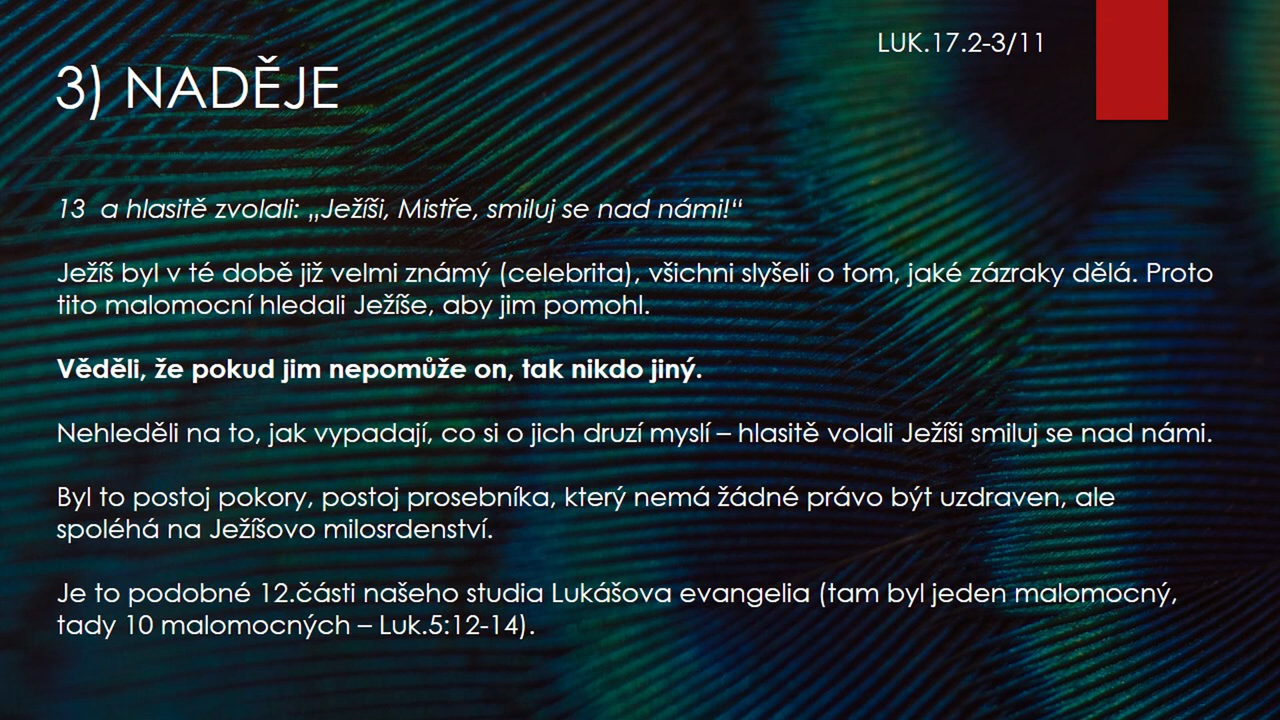 LUK.17.2-3/11
3) NADĚJE
13  a hlasitě zvolali: „Ježíši, Mistře, smiluj se nad námi!“
Ježíš byl v té době již velmi známý (celebrita), všichni slyšeli o tom, jaké zázraky dělá. Proto
tito malomocní hledali Ježíše, aby jim pomohl.
Věděli, že pokud jim nepomůže on, tak nikdo jiný.
Nehleděli na to, jak vypadají, co si o jich druzí myslí – hlasitě volali Ježíši smiluj se nad námi.
Byl to postoj pokory, postoj prosebníka, který nemá žádné právo být uzdraven, ale
spoléhá na Ježíšovo milosrdenství.
Je to podobné 12.části našeho studia Lukášova evangelia (tam byl jeden malomocný,
tady 10 malomocných – Luk.5:12-14).